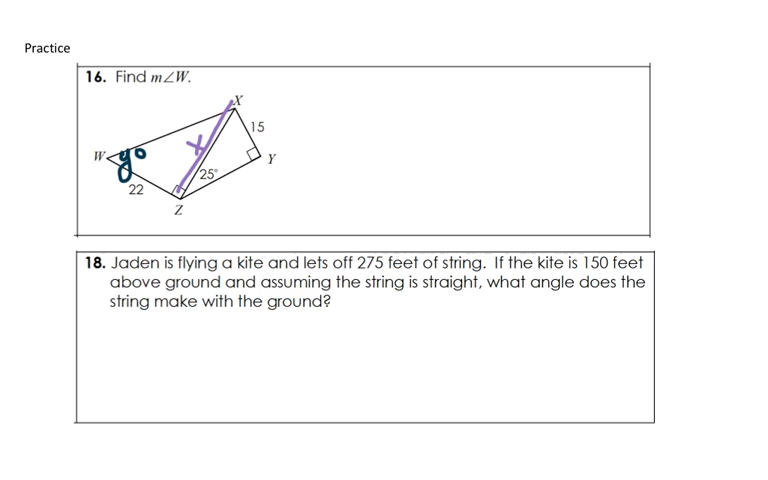 Practice
16. Find m∠W.
X
15
W
y°
x
Y
25°
22
Z
18. Jaden is flying a kite and lets off 275 feet of string. If the kite is 150 feet
above ground and assuming the string is straight, what angle does the
string make with the ground?